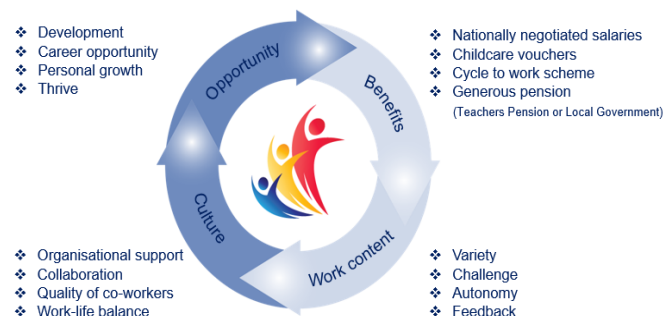 Development
Career opportunity
Personal growth
Thrive
Opportunity
Nationally negotiated salaries
Childcare vouchers
Cycle to work scheme
Generous pension
(Teachers Pension or Local Government)
Benefits
Culture
Organisational support
Collaboration
Quality of co-workers
Work-life balance
Work content
Variety
Challenge
Autonomy
Feedback